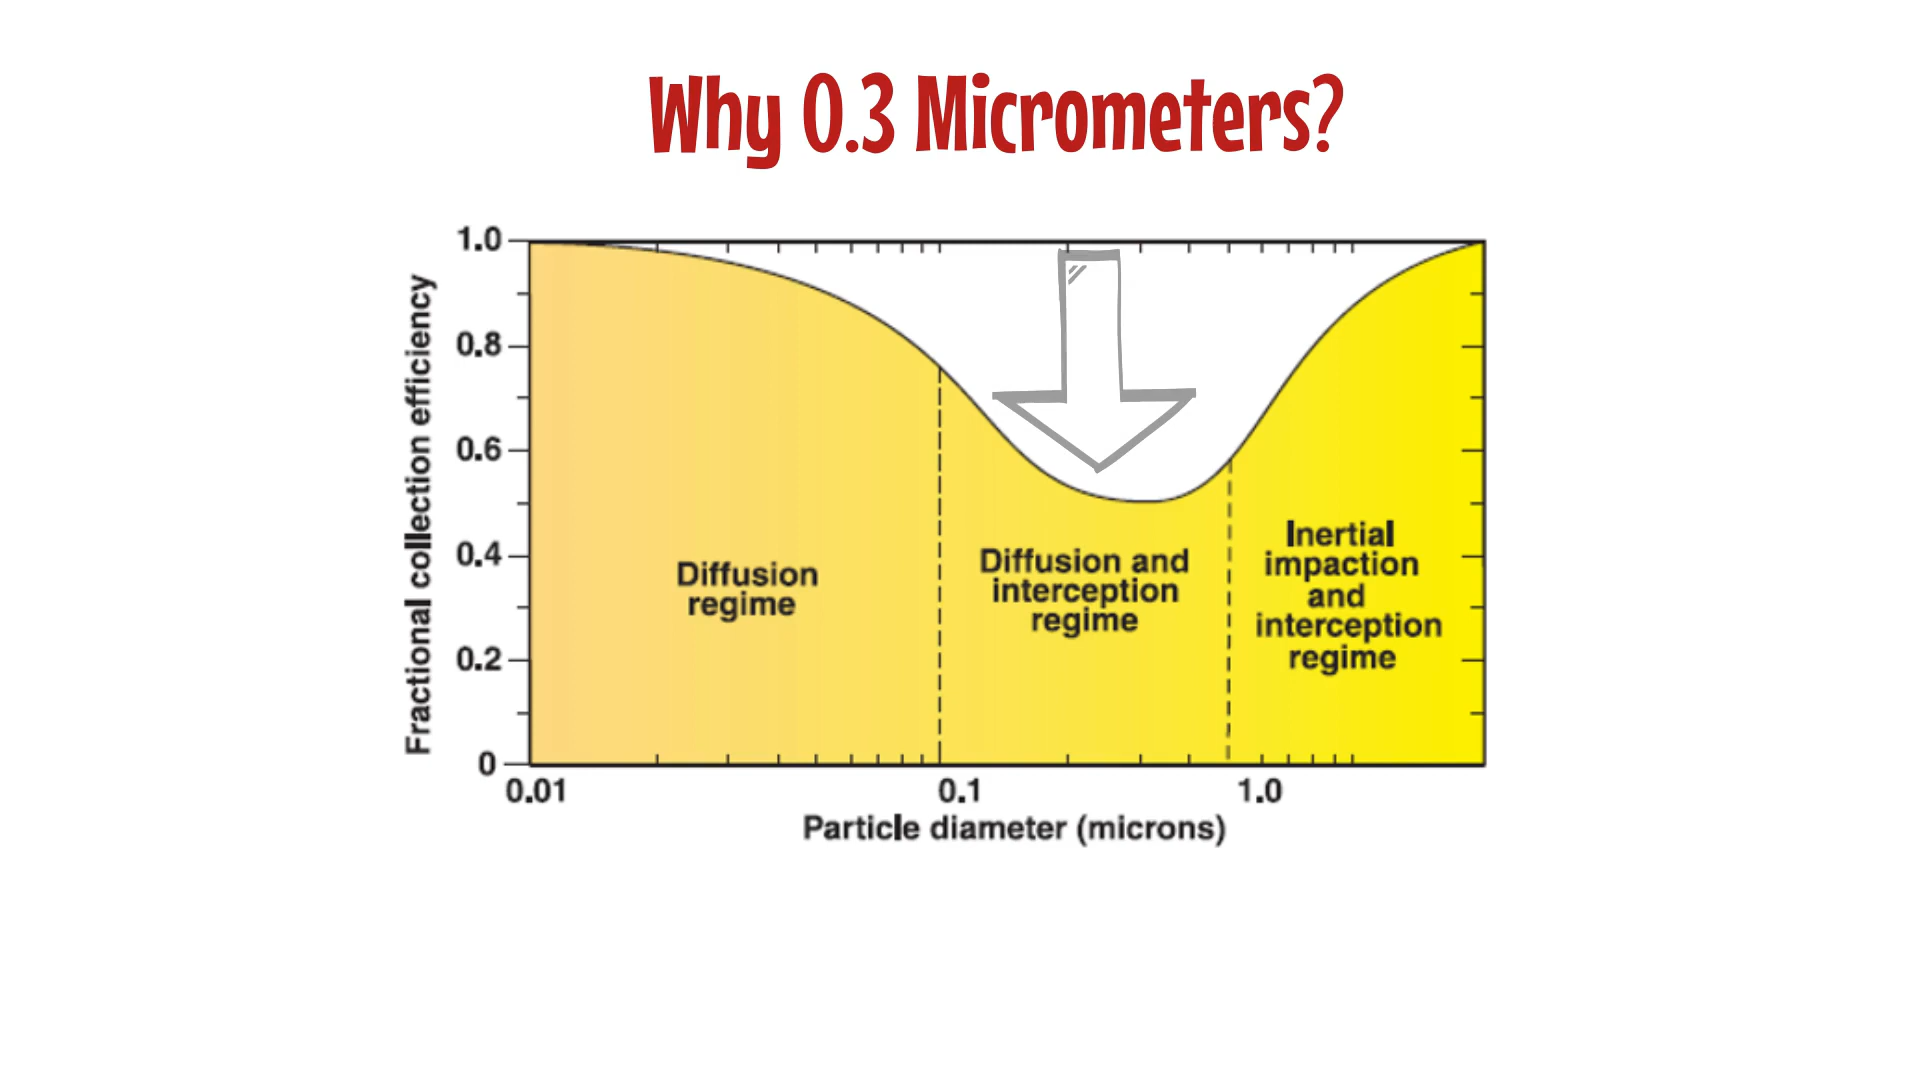 Why 0.3 Micrometers?
1.0
0.8
0.6
0.4
0.2
0
Fractional collection efficiency
Diffusion
regime
Diffusion and
interception
regime
Inertial
impaction
and
interception
regime
0.01
0.1
1.0
Particle diameter (microns)